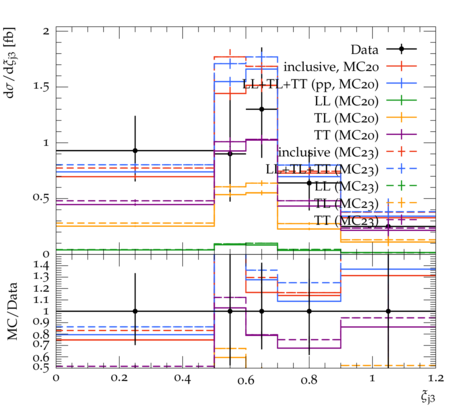 dσ/dξj3 [fb]
2
1.5
1
0.5
0
Data
inclusive, MC20
LL+TL+TT (pp, MC20)
LL (MC20)
TL (MC20)
TT (MC20)
inclusive (MC23)
LL+TL+TT (MC23)
LL (MC23)
TL (MC23)
TT (MC23)
MC/Data
1.4
1.3
1.2
1.1
1
0.9
0.8
0.7
0.6
0.5
0 0.2 0.4 0.6 0.8 1 1.2
ξj3